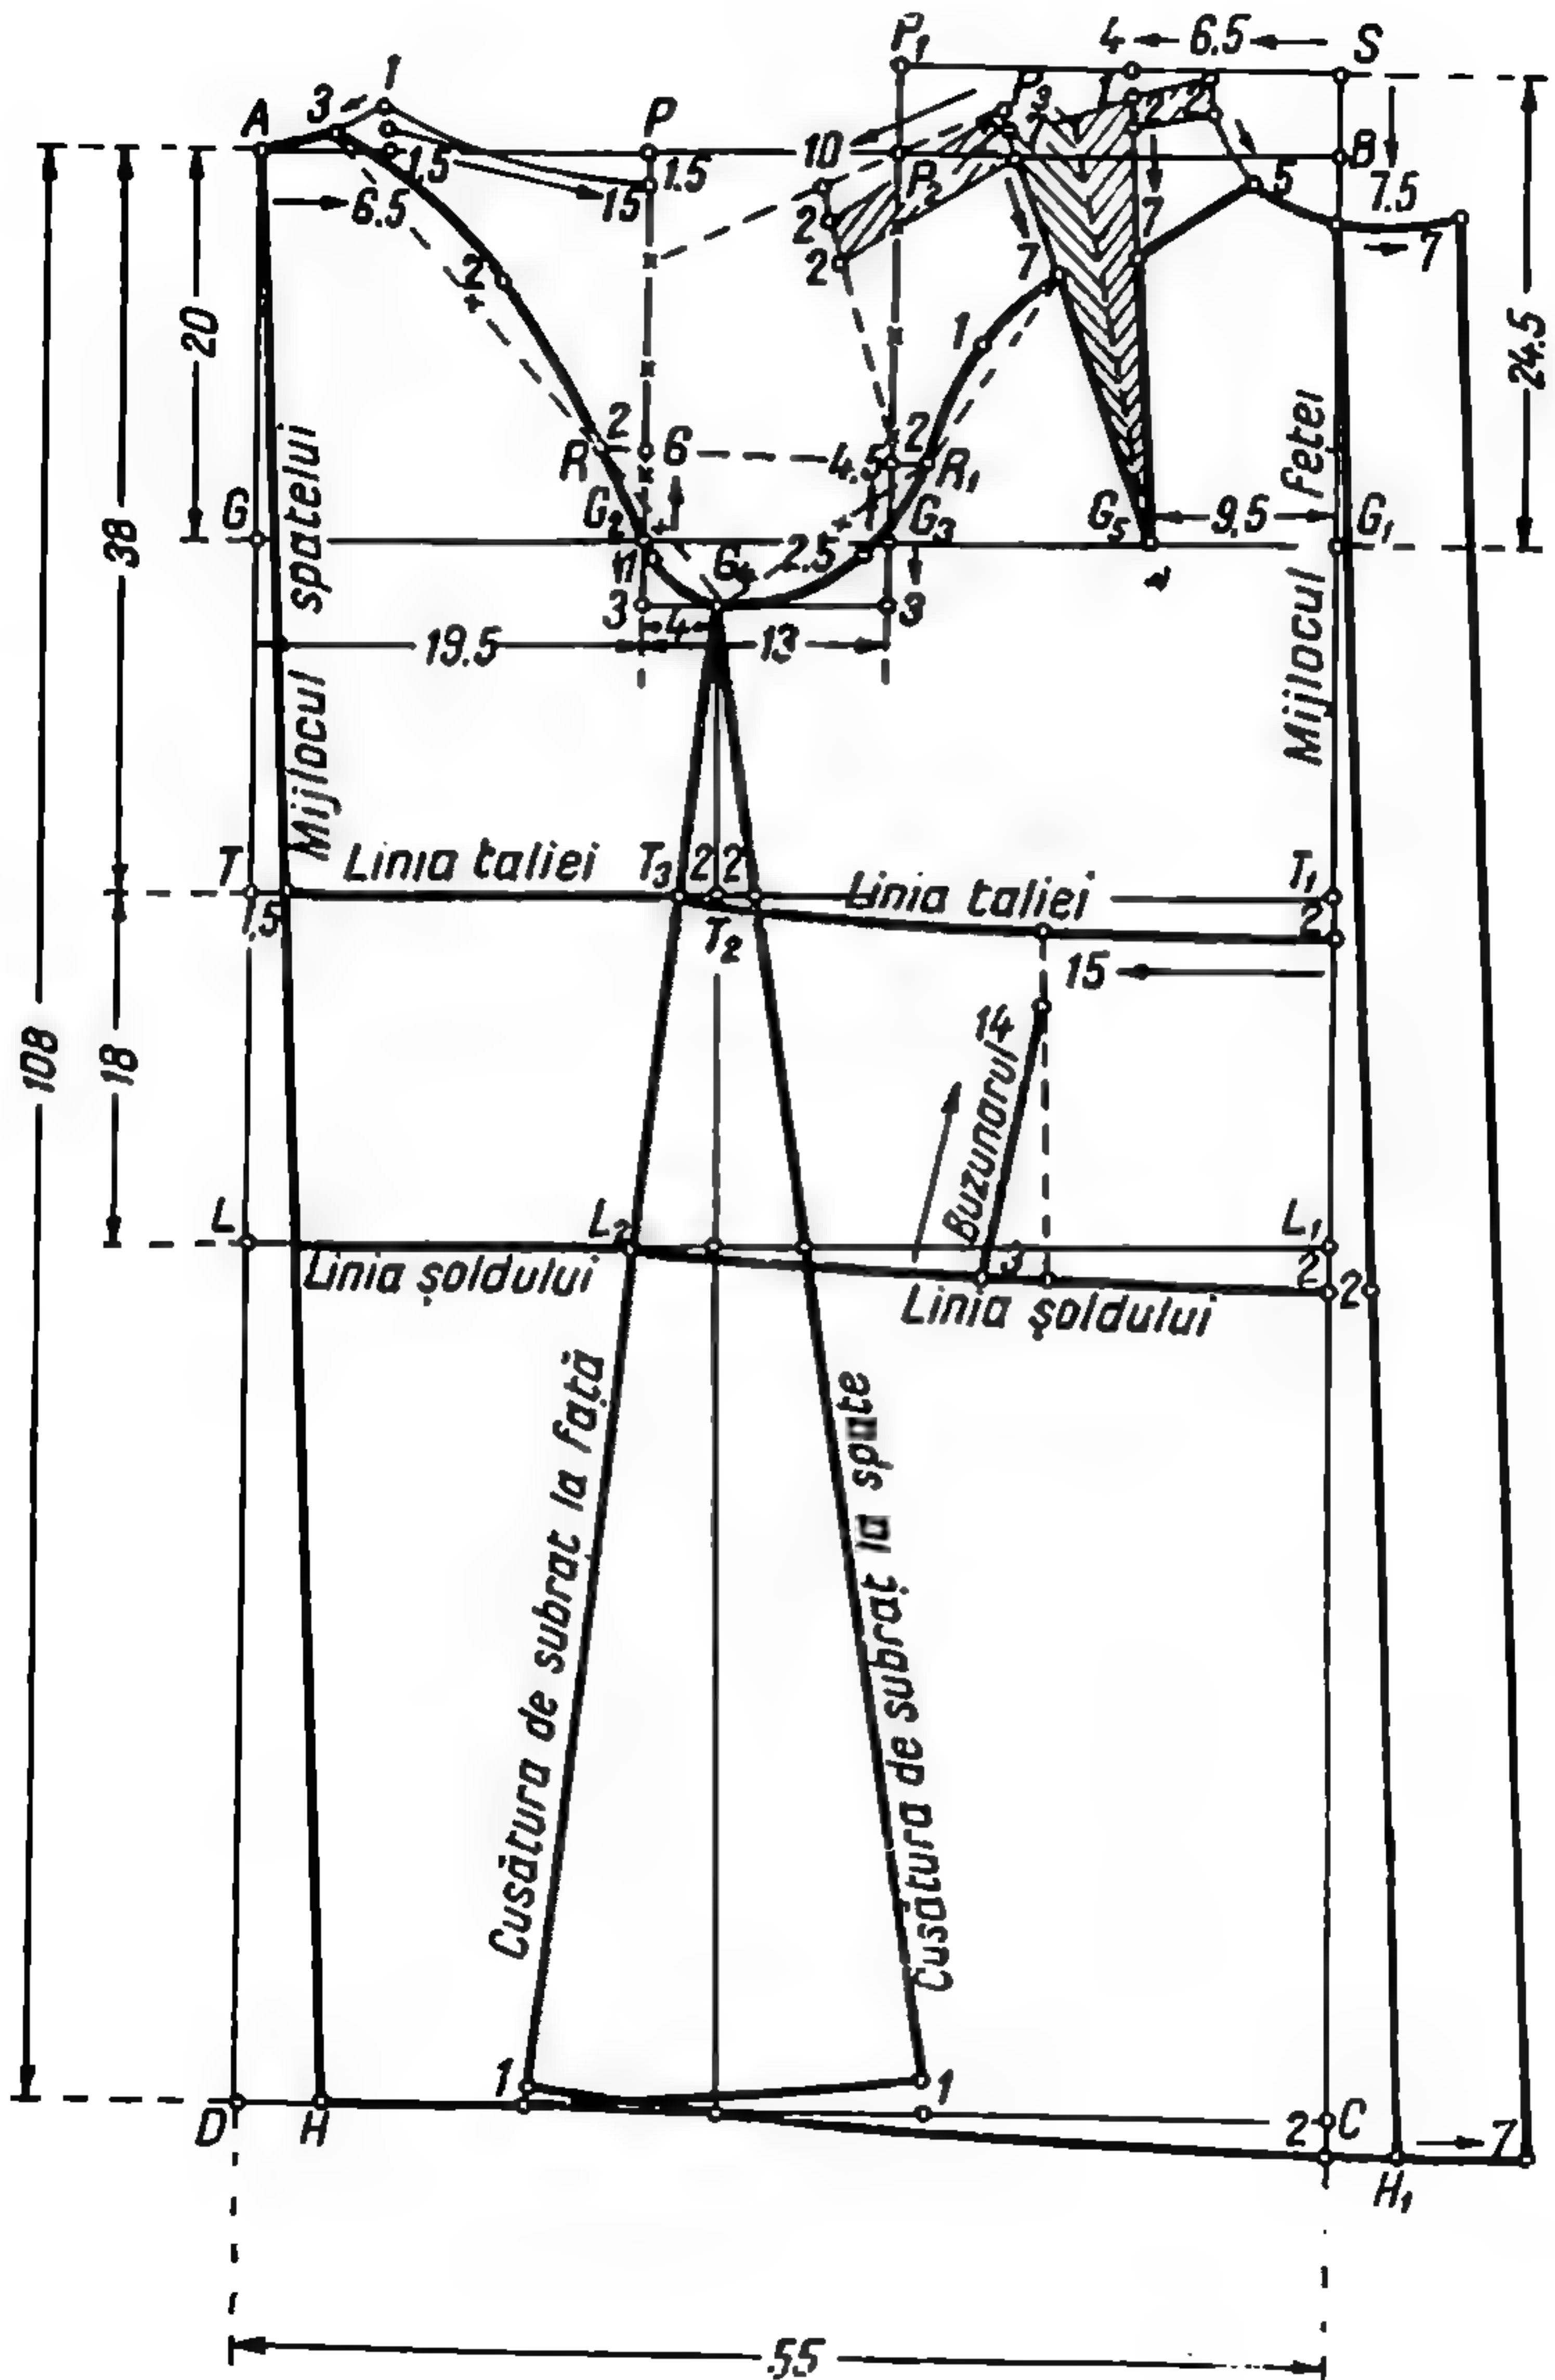 P₁ 4 6.5 S
1
3
A P 10 P 3 1 2 2 B
1.5 1.5 P₂ 5 7.5
6.5 15 2 7 7
2 2 7
1
20 24.5
2 6 4.5 2
R R₁
G G₂ G₃ G₅ 9.5 G₁
38 1 G₄ 2.5
3 4 3
19.5 13
Mijlocul spatelui
Mijlocul feței
T Linia taliei T₃ 2 2 Linia taliei T₁
1.5 T₂ 2
15
14
108 18
Buzunarul
L L₂ L₁
Linia șoldului 3 2 2
Linia șoldului
Cusătura de subraț la față
Cusătura de subraț la spate
1 1
D H 2 C 7
H₁
55